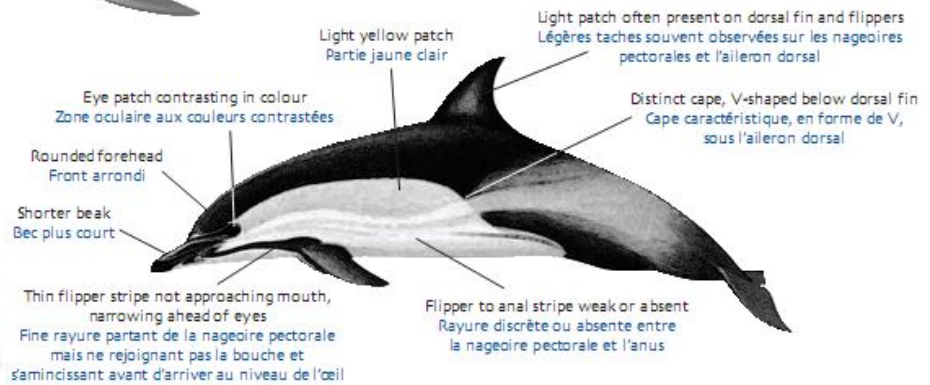 Light patch often present on dorsal fin and flippers
Légères taches souvent observées sur les nageoires
pectorales et l'aileron dorsal
Light yellow patch
Partie jaune clair
Eye patch contrasting in colour
Zone oculaire aux couleurs contrastées
Distinct cape, V-shaped below dorsal fin
Cape caractéristique, en forme de V,
sous l'aileron dorsal
Rounded forehead
Front arrondi
Shorter beak
Bec plus court
Thin flipper stripe not approaching mouth,
narrowing ahead of eyes
Fine rayure partant de la nageoire pectorale
mais ne rejoignant pas la bouche et
s'amincissant avant d'arriver au niveau de l'œil
Flipper to anal stripe weak or absent
Rayure discrète ou absente entre
la nageoire pectorale et l'anus